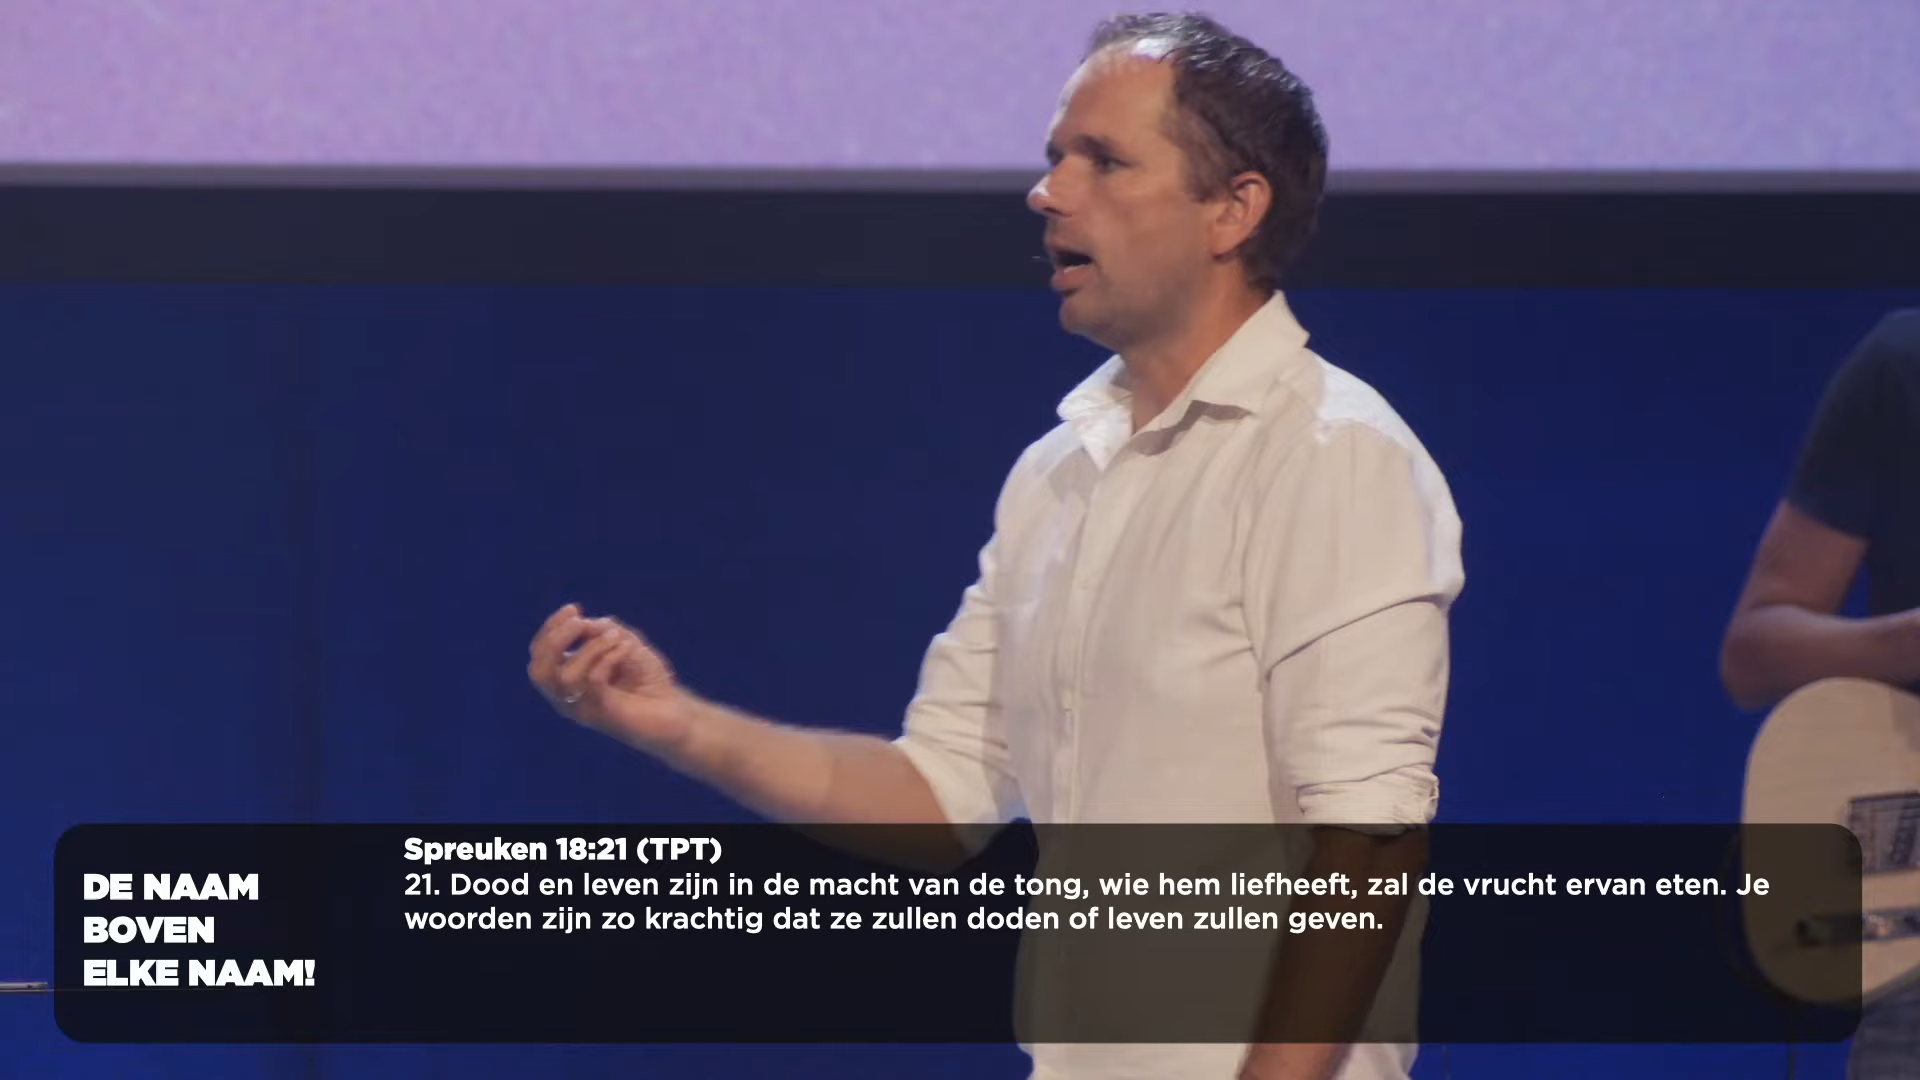 DE NAAM
BOVEN
ELKE NAAM!
Spreuken 18:21 (TPT)
21. Dood en leven zijn in de macht van de tong, wie hem liefheeft, zal de vrucht ervan eten. Je
woorden zijn zo krachtig dat ze zullen doden of leven zullen geven.